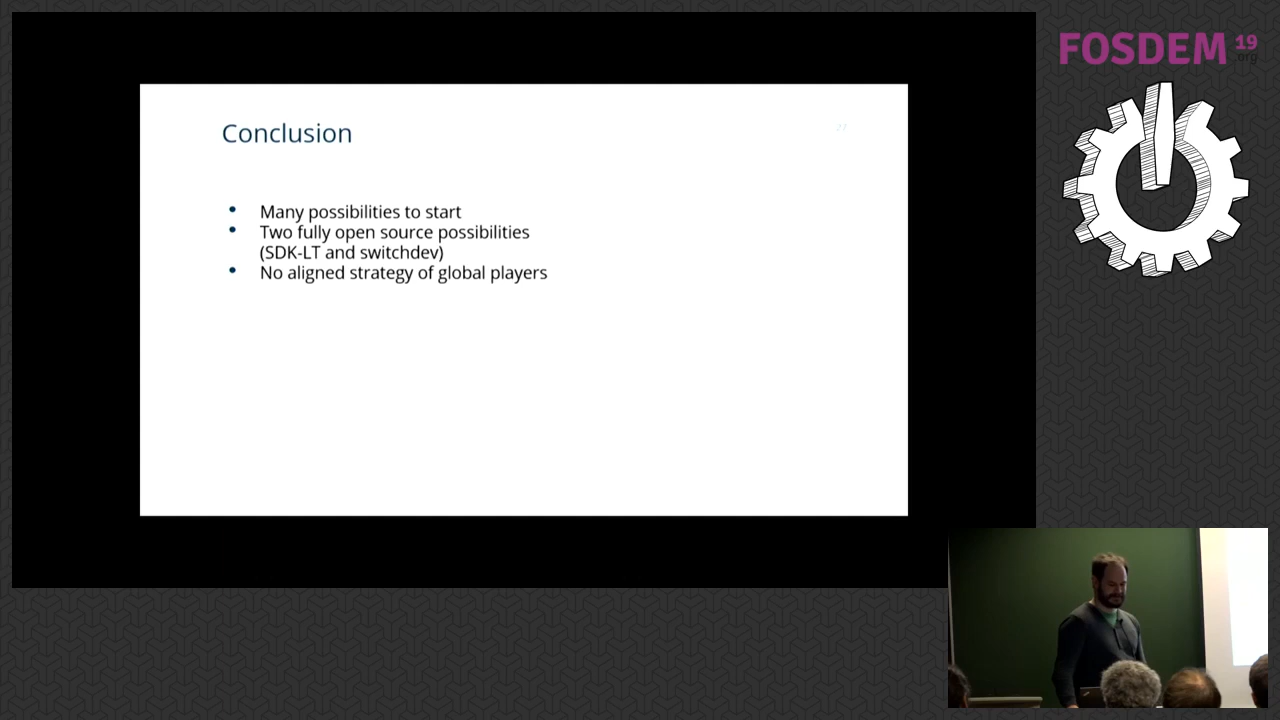 FOSDEM 19
.org
Conclusion
27
• Many possibilities to start
• Two fully open source possibilities
(SDK-LT and switchdev)
• No aligned strategy of global players